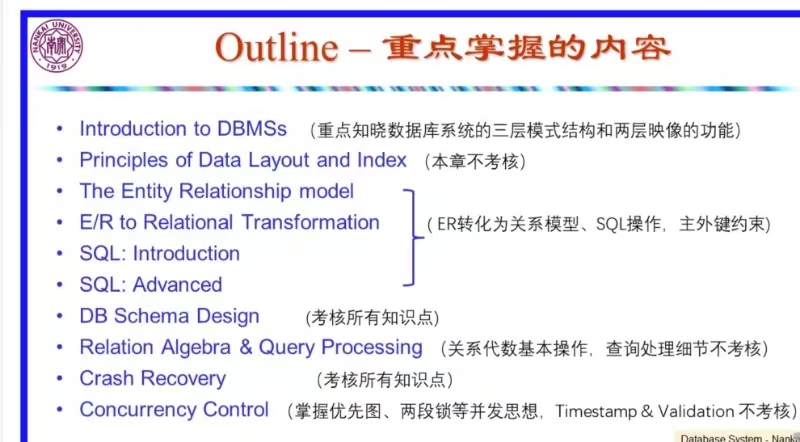 NANKAI UNIVERSITY
1919
Outline – 重点掌握的内容
• Introduction to DBMSs （重点知晓数据库系统的三层模式结构和两层映像的功能）
• Principles of Data Layout and Index （本章不考核）
• The Entity Relationship model
• E/R to Relational Transformation （ER转化为关系模型、SQL操作，主外键约束）
• SQL: Introduction
• SQL: Advanced
• DB Schema Design (考核所有知识点)
• Relation Algebra & Query Processing （关系代数基本操作，查询处理细节不考核）
• Crash Recovery （考核所有知识点）
• Concurrency Control （掌握优先图、两段锁等并发思想，Timestamp & Validation 不考核）
Database System - Nank